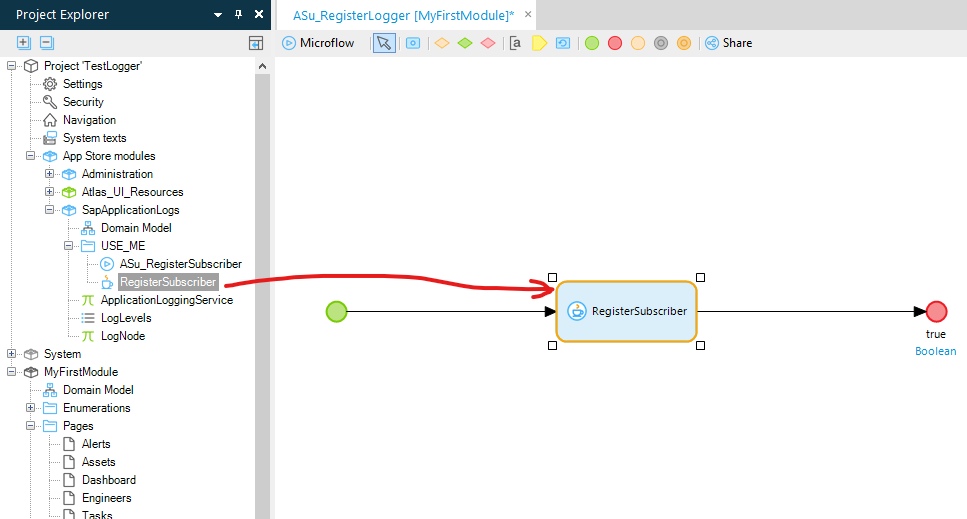 Project Explorer
ASu_RegisterLogger [MyFirstModule]*
Microflow
Share
Project 'TestLogger'
Settings
Security
Navigation
System texts
App Store modules
Administration
Atlas_UI_Resources
SapApplicationLogs
Domain Model
USE_ME
ASu_RegisterSubscriber
RegisterSubscriber
ApplicationLoggingService
LogLevels
LogNode
System
MyFirstModule
Domain Model
Enumerations
Pages
Alerts
Assets
Dashboard
Engineers
Tasks
RegisterSubscriber
true
Boolean